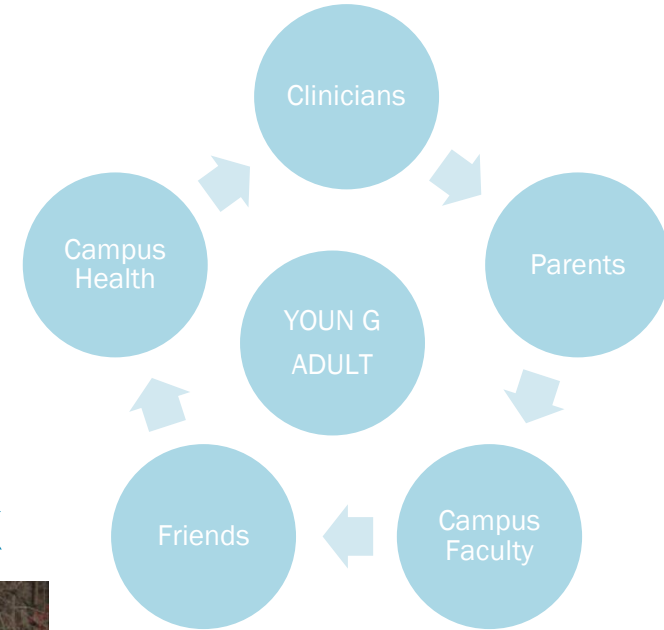 Clinicians
Parents
Campus
Faculty
Friends
Campus
Health
YOUN G
ADULT